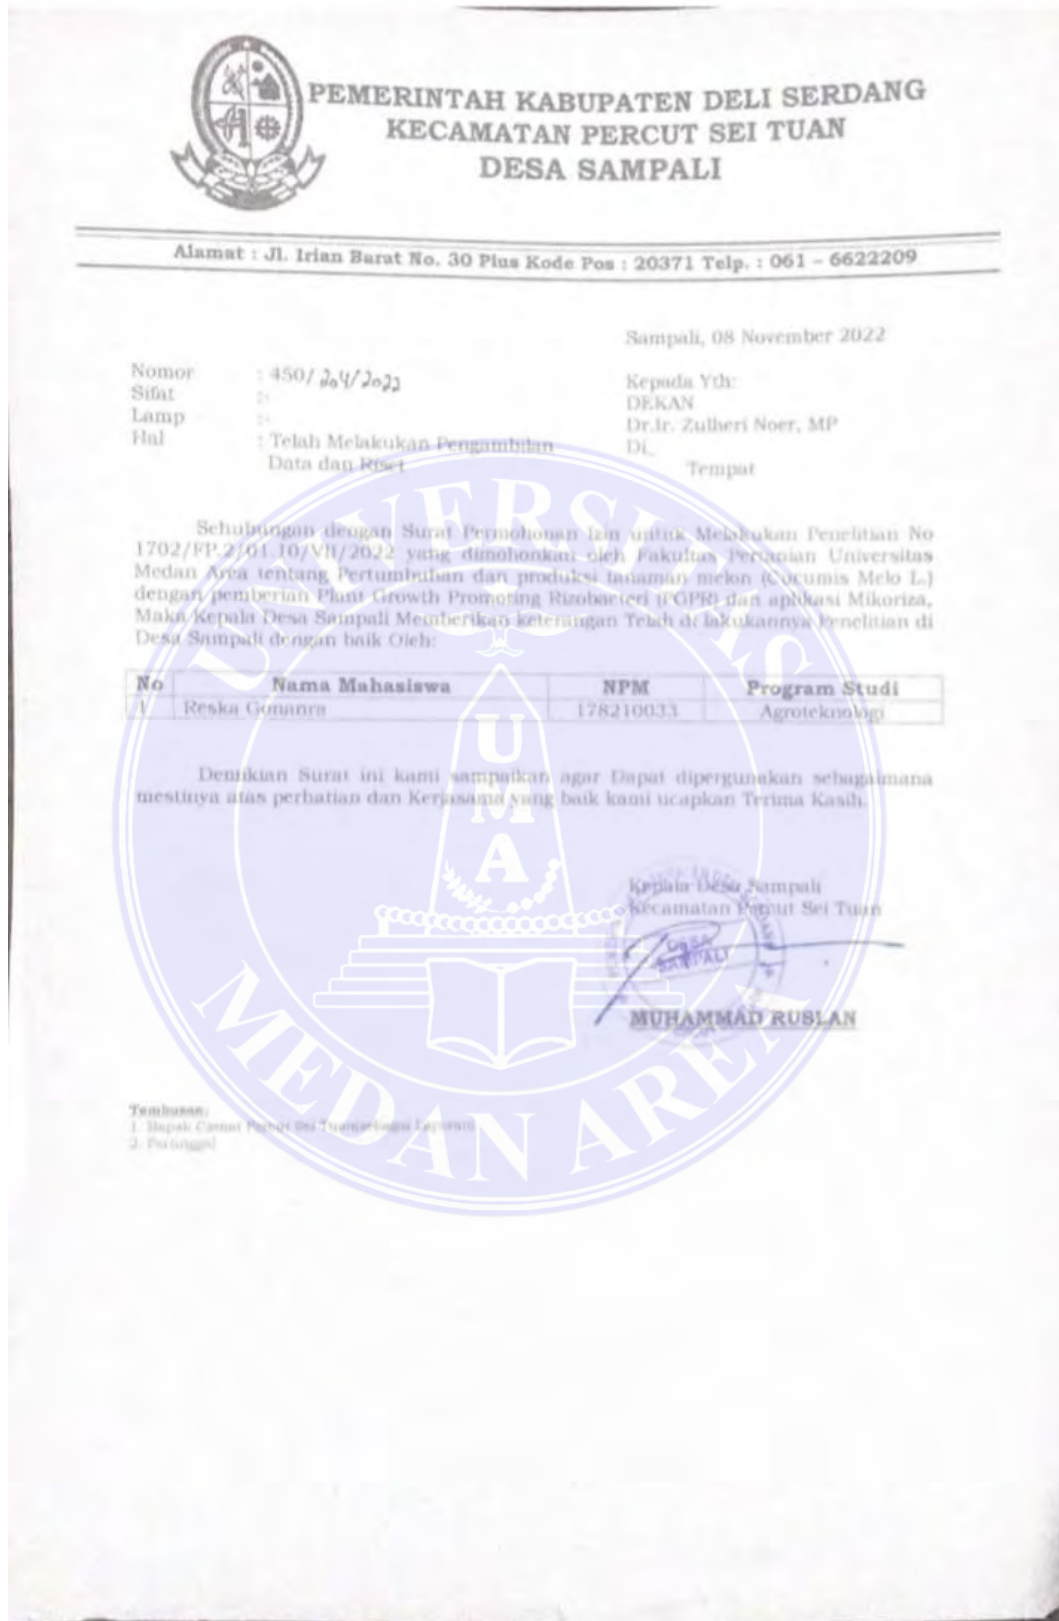 PEMERINTAH KABUPATEN DELI SERDANG
KECAMATAN PERCUT SEI TUAN
DESA SAMPALI
Alamat : Jl. Irian Barat No. 30 Pius Kode Pos : 20371 Telp. : 061 – 6622209
Sampali, 08 November 2022
Nomor : 450/204/2022
Sifat :-
Lamp :-
Hal : Telah Melakukan Pengambilan
Data dan Riset
Kepada Yth:
DEKAN
Dr.Ir. Zulheri Noer, MP
Di,
Tempat
Sehubungan dengan Surat Permohonan Izin untuk Melakukan Penelitian No
1702/FP.2/01.10/VII/2022 yang dimohonkan oleh Fakultas Pertanian Universitas
Medan Area tentang Pertumbuhan dan produksi tanaman melon (Cucumis Melo L.)
dengan pemberian Plant Growth Promoting Rizobacteri (PGPR) dan aplikasi Mikoriza,
Maka Kepala Desa Sampali Memberikan keterangan Telah di lakukannya Penelitian di
Desa Sampali dengan baik Oleh:
No Nama Mahasiswa NPM Program Studi
1 Reska 178210033 Agroteknologi
Demikian Surat ini kami sampaikan agar Dapat dipergunakan sebagaimana
mestinya atas perhatian dan Kerjasama yang baik kami ucapkan Terima Kasih.
Kepala Desa Sampali
Kecamatan Percut Sei Tuan
DESA
SAMPALI
MUHAMMAD RUSLAN
Tembusan,
1. Bapak Camat Percut Sei Tuan Laporan
2. Pertinggal
UNIVERSITAS
MEDAN AREA
UMA